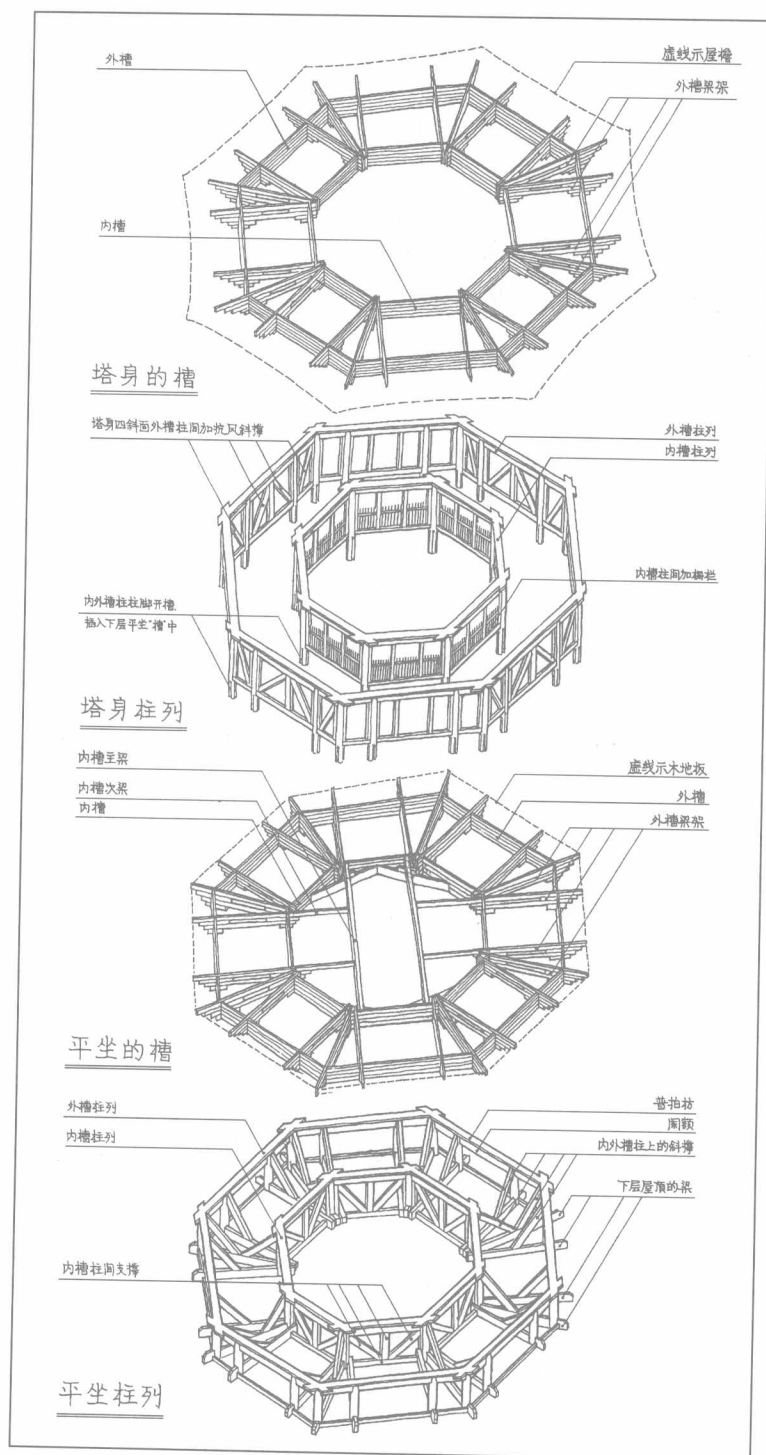 外槽
虚线示屋檐
外槽梁架
内槽
塔身的槽
塔身四斜面外槽柱间加抗风斜撑
外槽柱列
内槽柱列
内槽柱间加栅栏
内外槽柱柱脚开槽
插入下层平坐"槽"中
塔身柱列
内槽主梁
内槽次梁
内槽
虚线示木地板
外槽
外槽梁架
平坐的槽
外槽柱列
内槽柱列
普拍枋
阑额
内外槽柱上的斜撑
下层屋顶的梁
内槽柱间支撑
平坐柱列